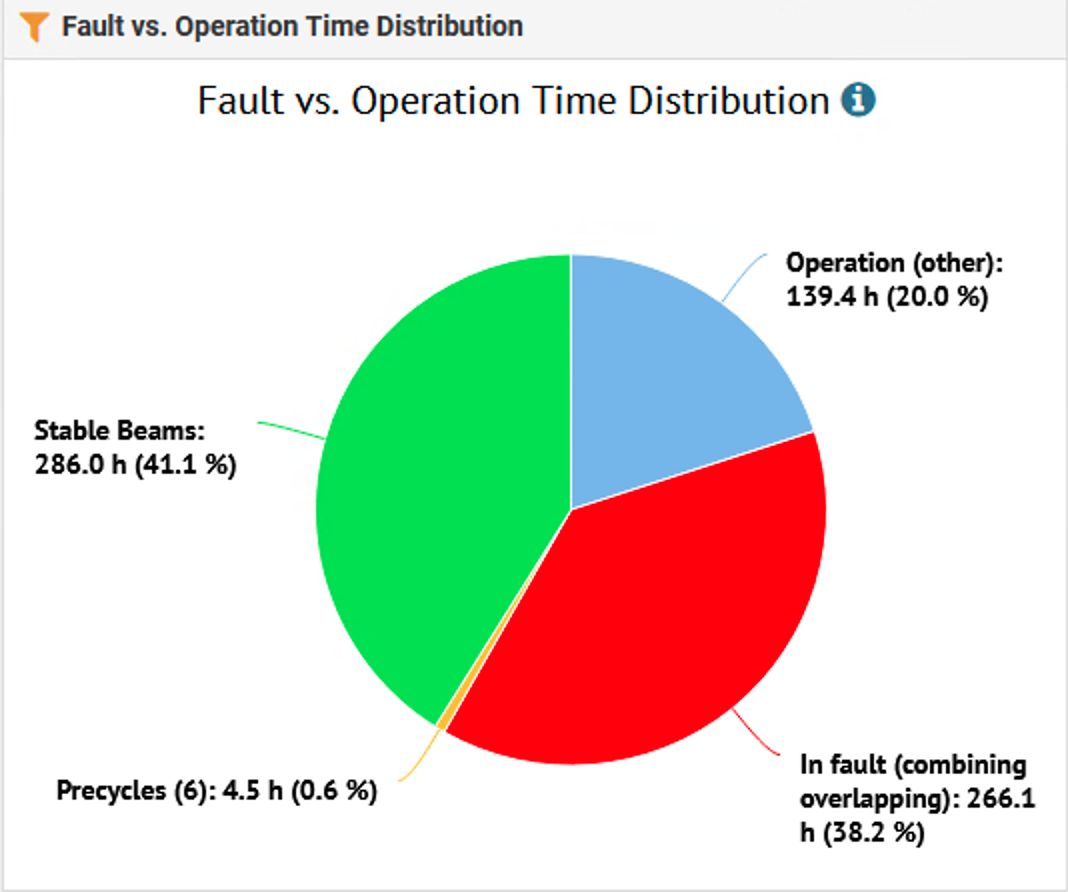 Fault vs. Operation Time Distribution
Fault vs. Operation Time Distribution
Operation (other):
139.4 h (20.0 %)
Stable Beams:
286.0 h (41.1 %)
Precycles (6): 4.5 h (0.6 %)
In fault (combining
overlapping): 266.1
h (38.2 %)